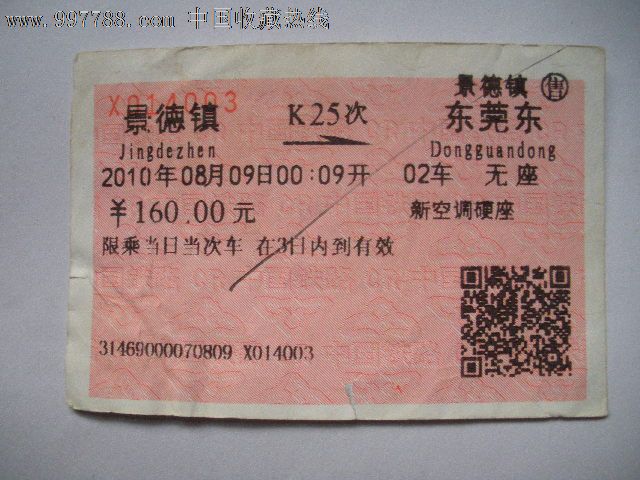 www.997788.com 中国收藏热线
X014003
景德镇 售
景德镇 K25次 东莞东
Jingdezhen Dongguandong
2010年08月09日00:09开 02车 无座
￥160.00元 新空调硬座
限乘当日当次车 在3日内到有效
31469000070809 X014003